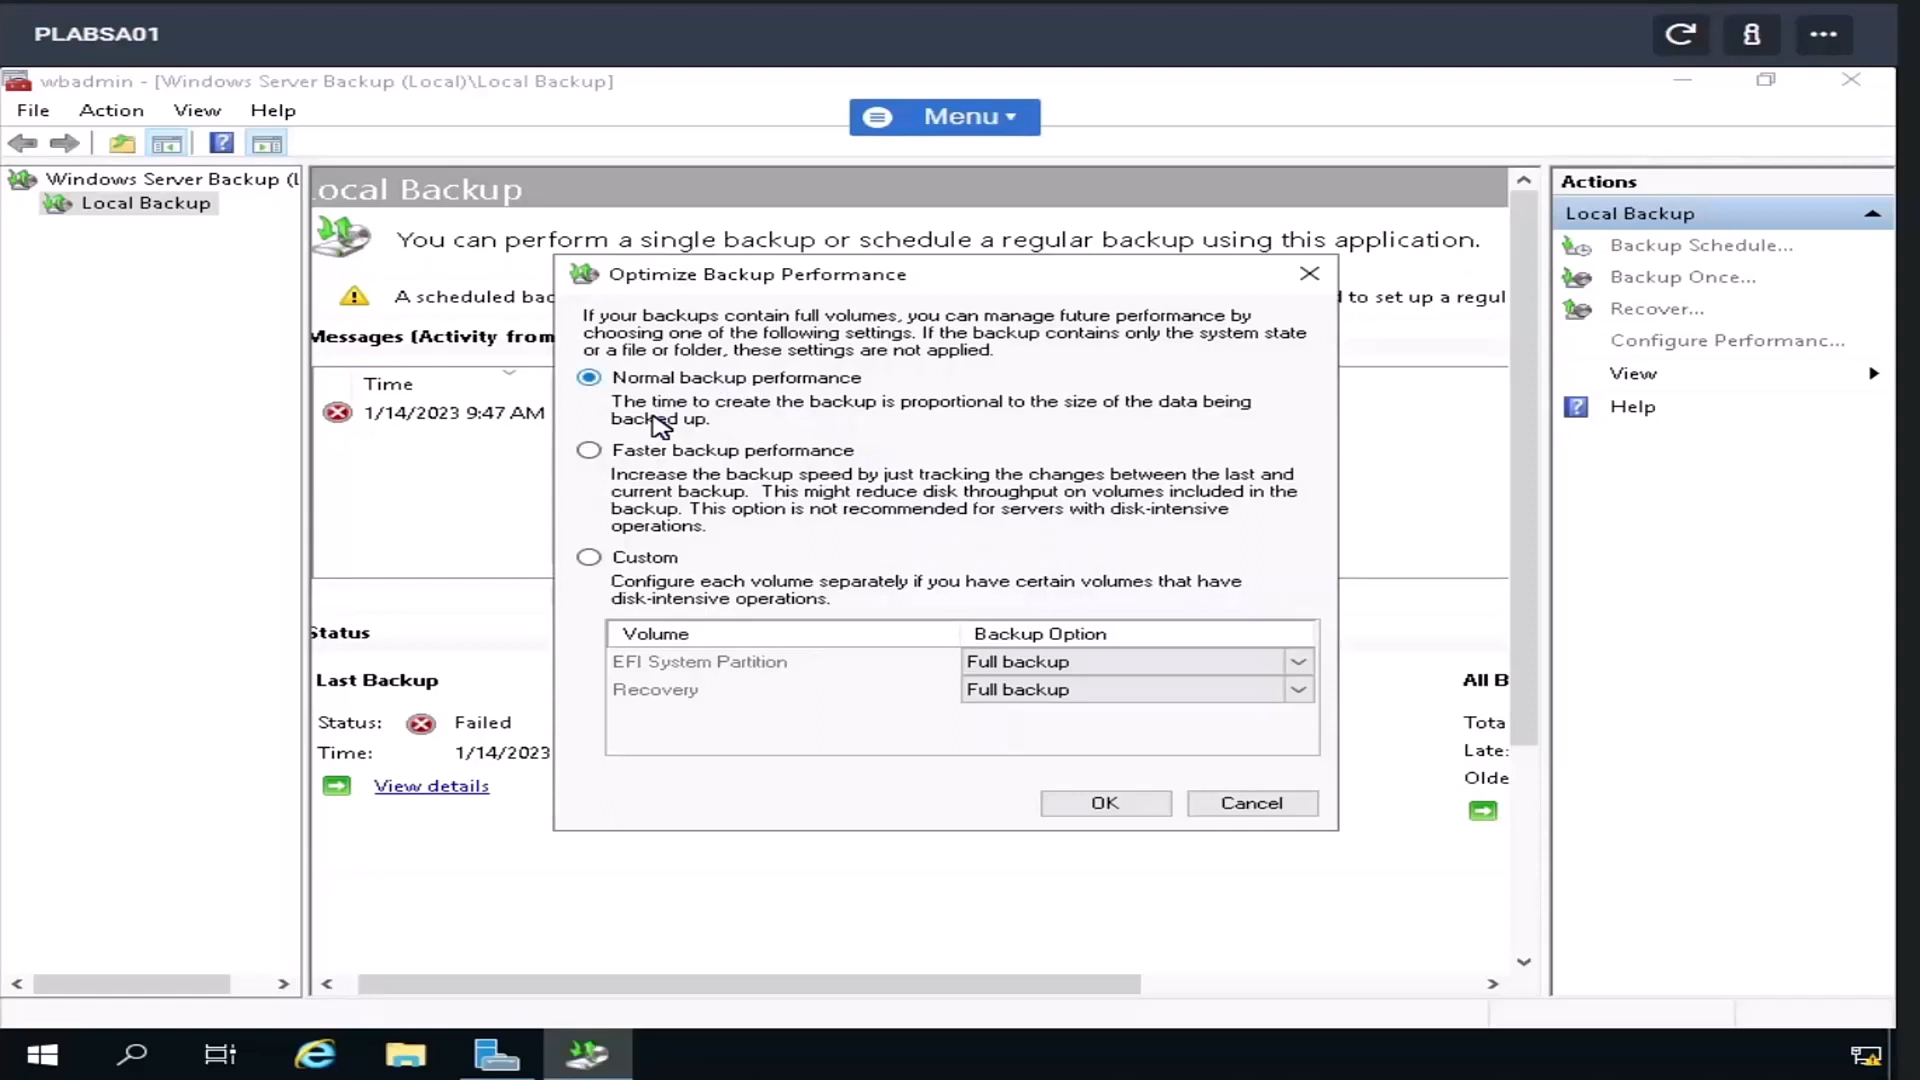 PLABSA01
wbadmin - [Windows Server Backup (Local)\Local Backup]
File Action View Help
Menu
Windows Server Backup (L
Local Backup
ocal Backup
You can perform a single backup or schedule a regular backup using this application.
A scheduled bac
d to set up a regul
Messages (Activity from
Time
1/14/2023 9:47 AM
Status
Last Backup
Status: Failed
Time: 1/14/2023
View details
All B
Tota
Late:
Olde
Optimize Backup Performance
If your backups contain full volumes, you can manage future performance by
choosing one of the following settings. If the backup contains only the system state
or a file or folder, these settings are not applied.
Normal backup performance
The time to create the backup is proportional to the size of the data being
backed up.
Faster backup performance
Increase the backup speed by just tracking the changes between the last and
current backup. This might reduce disk throughput on volumes included in the
backup. This option is not recommended for servers with disk-intensive
operations.
Custom
Configure each volume separately if you have certain volumes that have
disk-intensive operations.
Volume Backup Option
EFI System Partition Full backup
Recovery Full backup
OK Cancel
Actions
Local Backup
Backup Schedule...
Backup Once...
Recover...
Configure Performanc...
View
Help